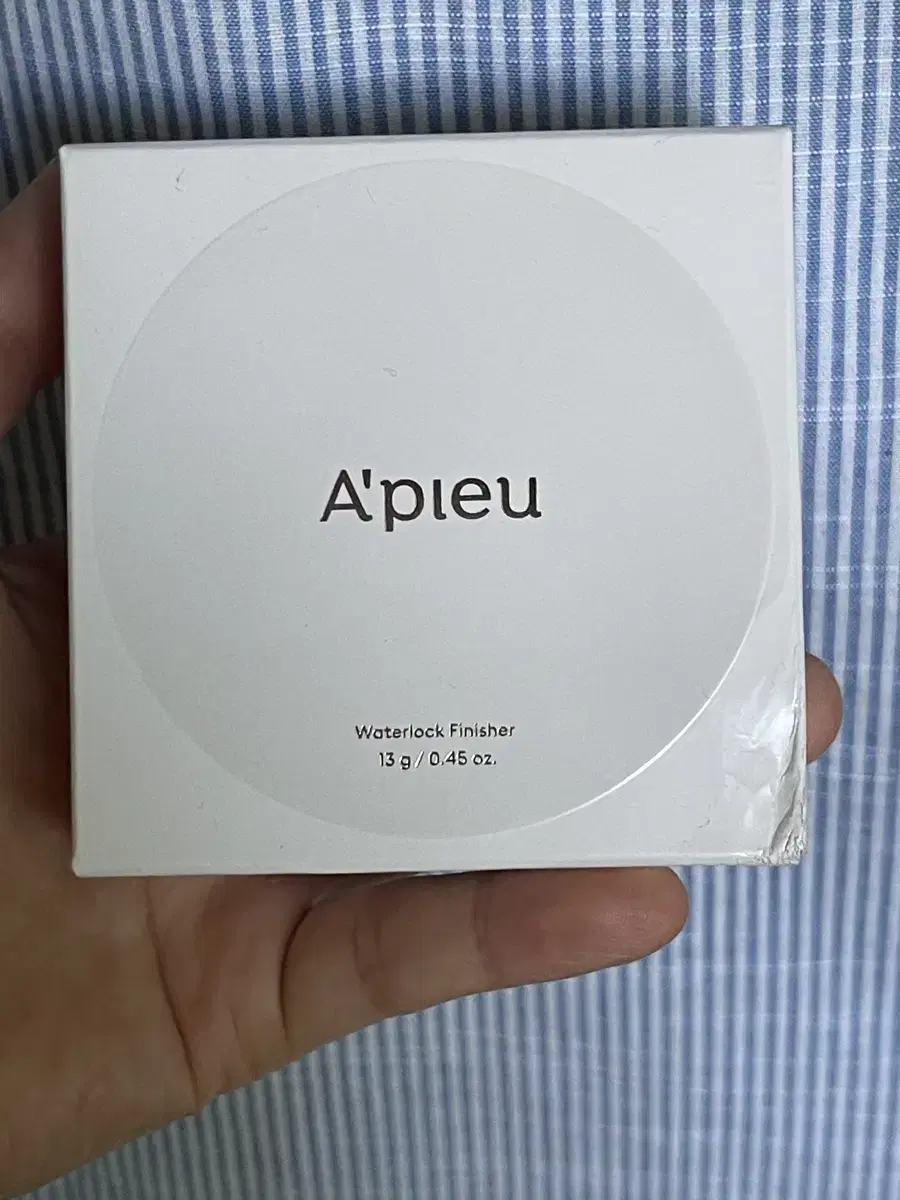 A'pieu
Waterlock Finisher
13 g / 0.45 oz.